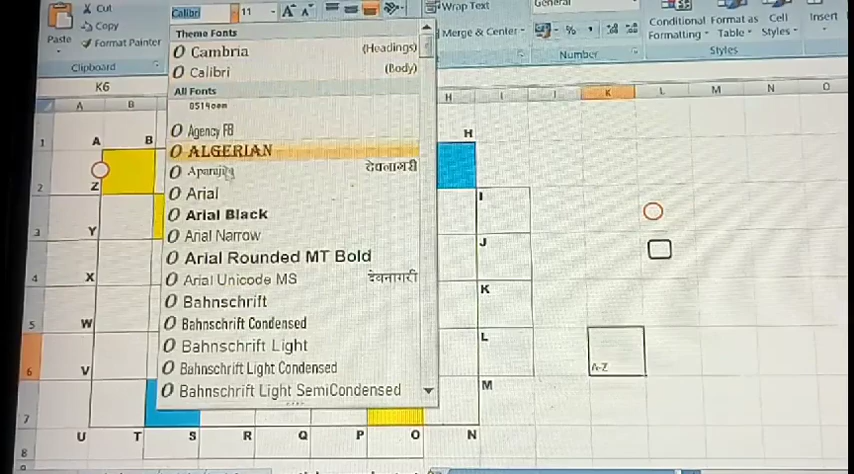 Cut
Calibri
11
A A
Wrap Text
General
Copy
Paste
Format Painter
Theme Fonts
Merge & Center
%
Conditional Formatting
Format as Table
Cell Styles
Insert
Clipboard
Cambria (Headings)
Calibri (Body)
Number
Styles
K6
All Fonts
0514oem
A B H I J K L M N O
Agency FB
1 A B H
ALGERIAN
Aparajita देवनागरी
2 Z
Arial
I
Arial Black
3 Y
Arial Narrow
J
Arial Rounded MT Bold
4 X
Arial Unicode MS देवनागरी
K
Bahnschrift
5 W
Bahnschrift Condensed
L
Bahnschrift Light
6 V
Bahnschrift Light Condensed
A-Z
Bahnschrift Light SemiCondensed
M
7
U T S R Q P O N
8